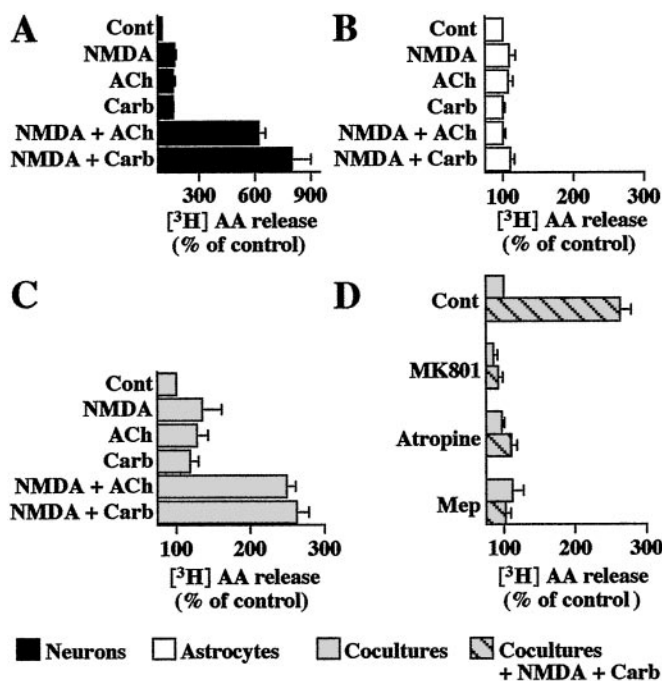 A
Cont
NMDA
ACh
Carb
NMDA + ACh
NMDA + Carb
300 600 900
[³H] AA release
(% of control)
B
Cont
NMDA
ACh
Carb
NMDA + ACh
NMDA + Carb
100 200 300
[³H] AA release
(% of control)
C
Cont
NMDA
ACh
Carb
NMDA + ACh
NMDA + Carb
100 200 300
[³H] AA release
(% of control)
D
Cont
MK801
Atropine
Mep
100 200 300
[³H] AA release
(% of control )
Neurons
Astrocytes
Cocultures
Cocultures
+ NMDA + Carb